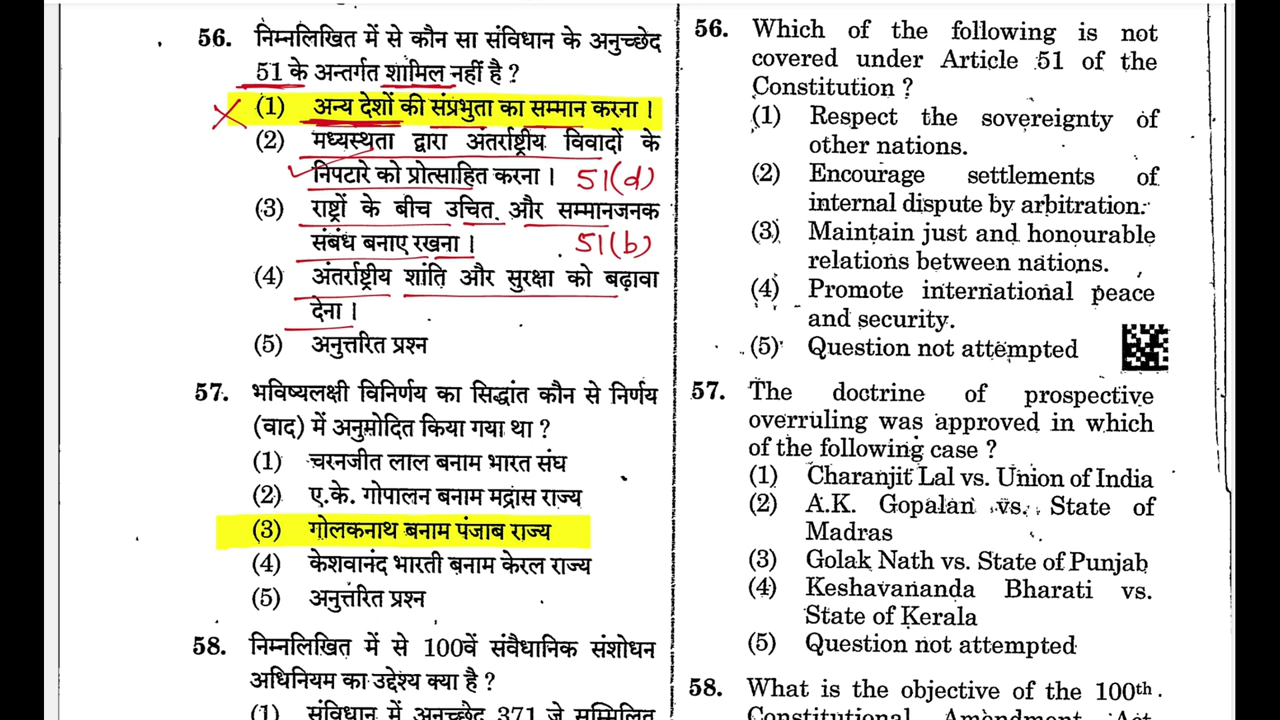 56. निम्नलिखित में से कौन सा संविधान के अनुच्छेद
51 के अन्तर्गत शामिल नहीं है ?
(1) अन्य देशों की संप्रभुता का सम्मान करना ।
(2) मध्यस्थता द्वारा अंतर्राष्ट्रीय विवादों के
निपटारे को प्रोत्साहित करना । 51(d)
(3) राष्ट्रों के बीच उचित और सम्मानजनक
संबंध बनाए रखना । 51(b)
(4) अंतर्राष्ट्रीय शांति और सुरक्षा को बढ़ावा
देना ।
(5) अनुत्तरित प्रश्न
57. भविष्यलक्षी विनिर्णय का सिद्धांत कौन से निर्णय
(वाद) में अनुमोदित किया गया था ?
(1) चरनजीत लाल बनाम भारत संघ
(2) ए.के. गोपालन बनाम मद्रास राज्य
(3) गोलकनाथ बनाम पंजाब राज्य
(4) केशवानंद भारती बनाम केरल राज्य
(5) अनुत्तरित प्रश्न
58. निम्नलिखित में से 100वें संवैधानिक संशोधन
अधिनियम का उद्देश्य क्या है ?
(1) संविधान में अनुच्छेद 371 जे सम्मिलित
56. Which of the following is not
covered under Article 51 of the
Constitution ?
(1) Respect the sovereignty of
other nations.
(2) Encourage settlements of
internal dispute by arbitration.
(3) Maintain just and honourable
relations between nations.
(4) Promote international peace
and security.
(5) Question not attempted
57. The doctrine of prospective
overruling was approved in which
of the following case ?
(1) Charanjit Lal vs. Union of India
(2) A.K. Gopalan vs. State of
Madras
(3) Golak Nath vs. State of Punjab
(4) Keshavananda Bharati vs.
State of Kerala
(5) Question not attempted
58. What is the objective of the 100th
Constitutional Amendment Act